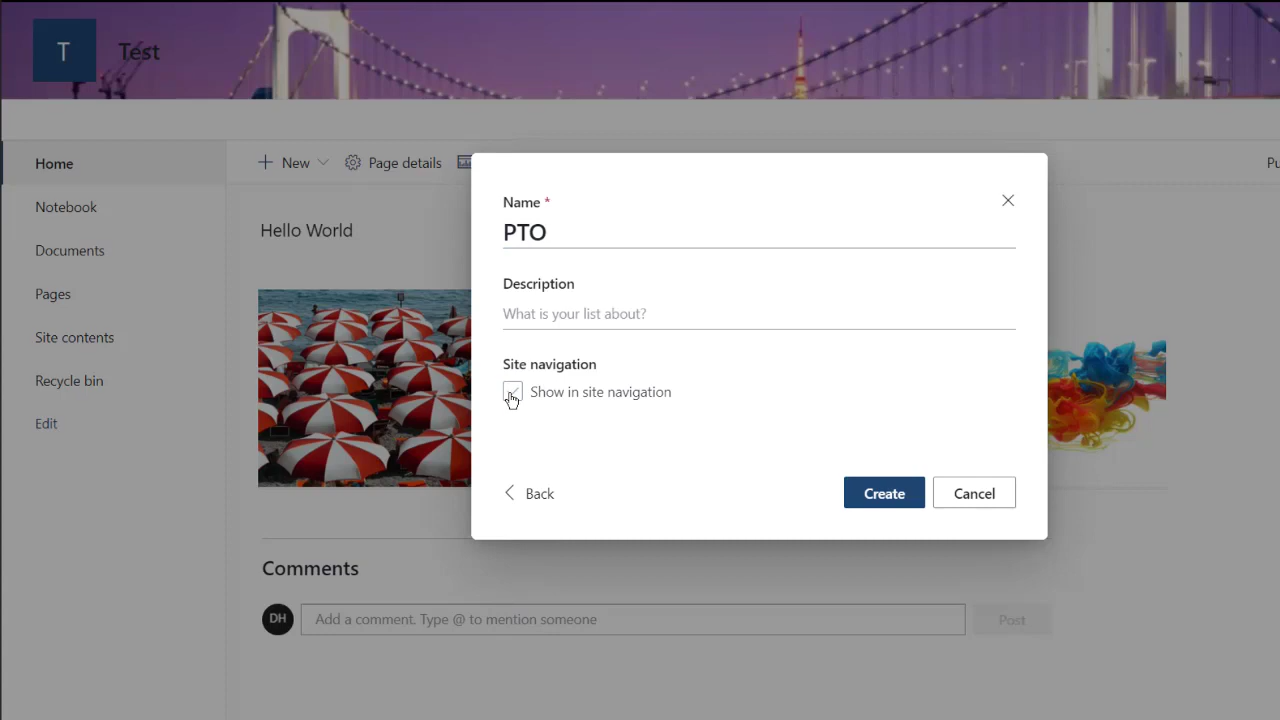 T
Test
Home
Notebook
Documents
Pages
Site contents
Recycle bin
Edit
New
Page details
Pu
Hello World
Name *
PTO
Description
What is your list about?
Site navigation
Show in site navigation
Back
Create
Cancel
Comments
DH
Add a comment. Type @ to mention someone
Post